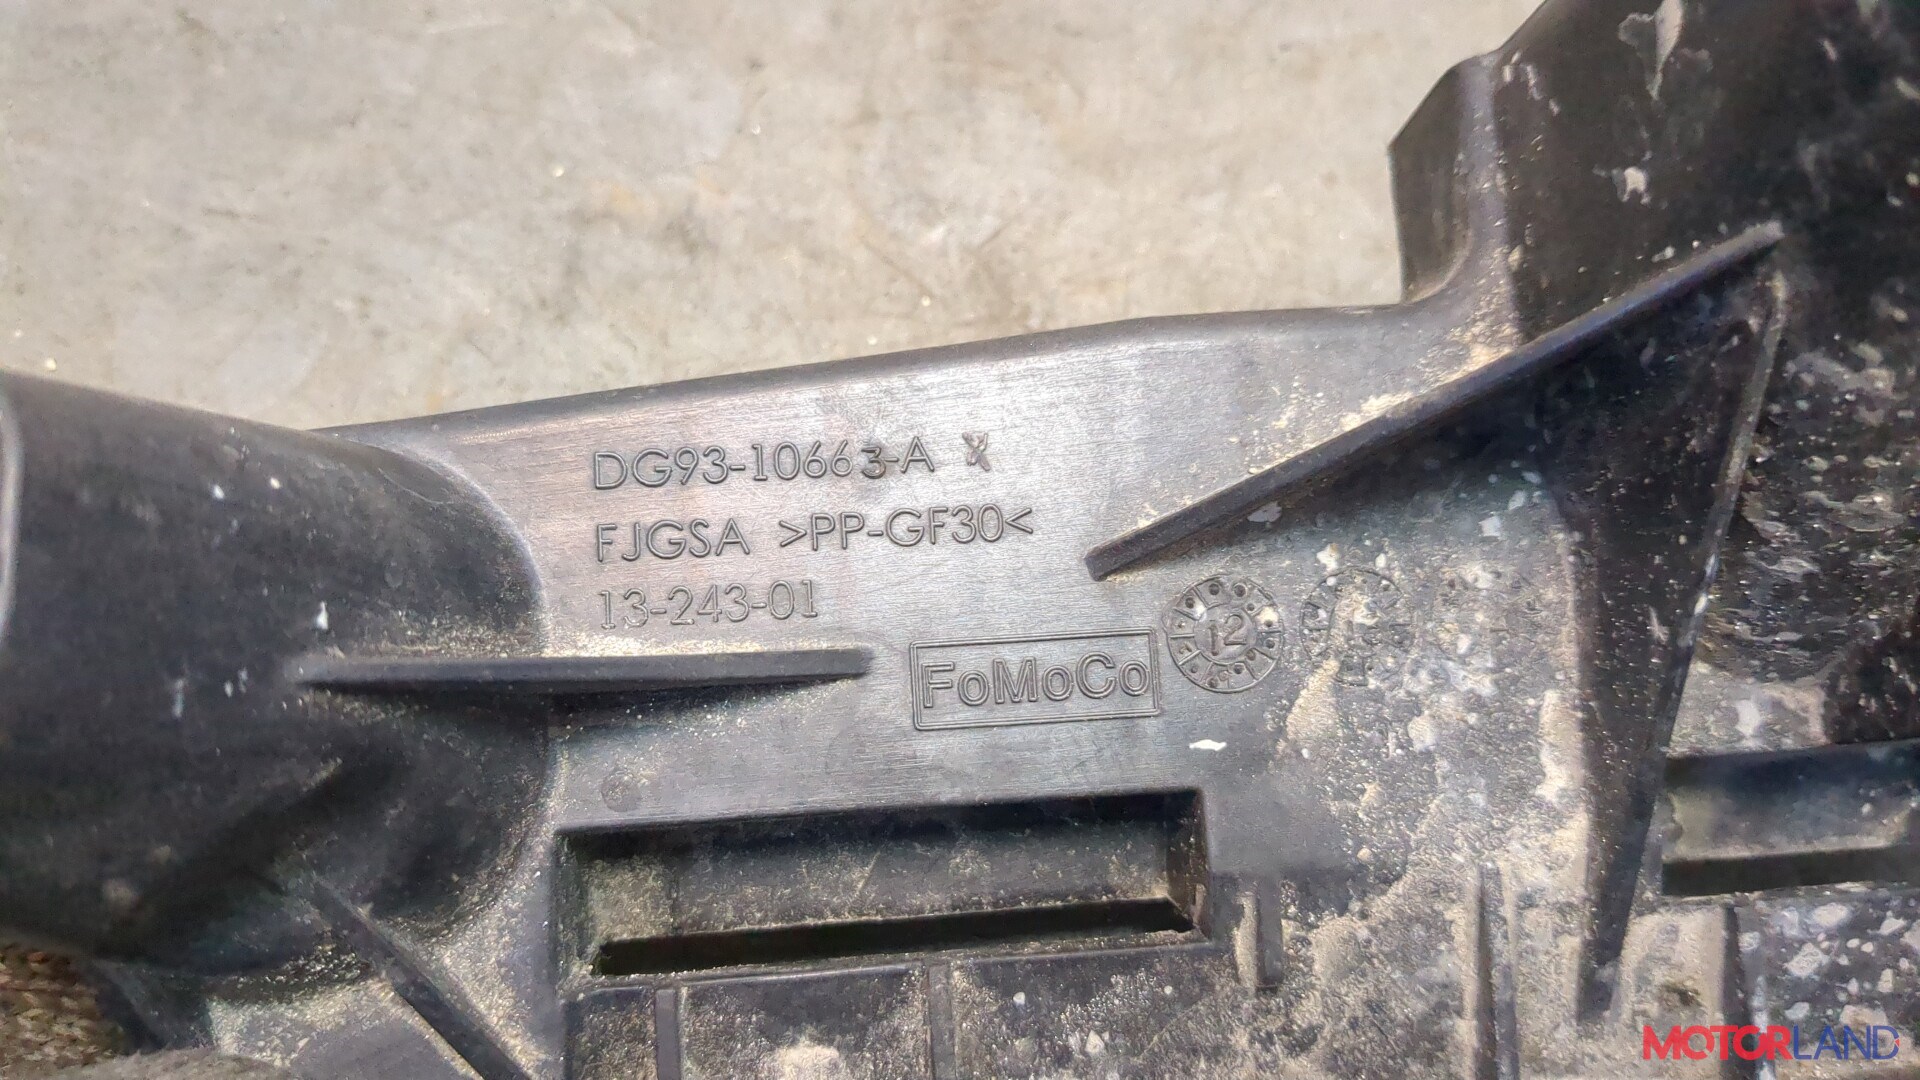 DG93-10663-A X
FJGSA >PP-GF30<
13-243-01
FoMoCo
12
MOTORLAND